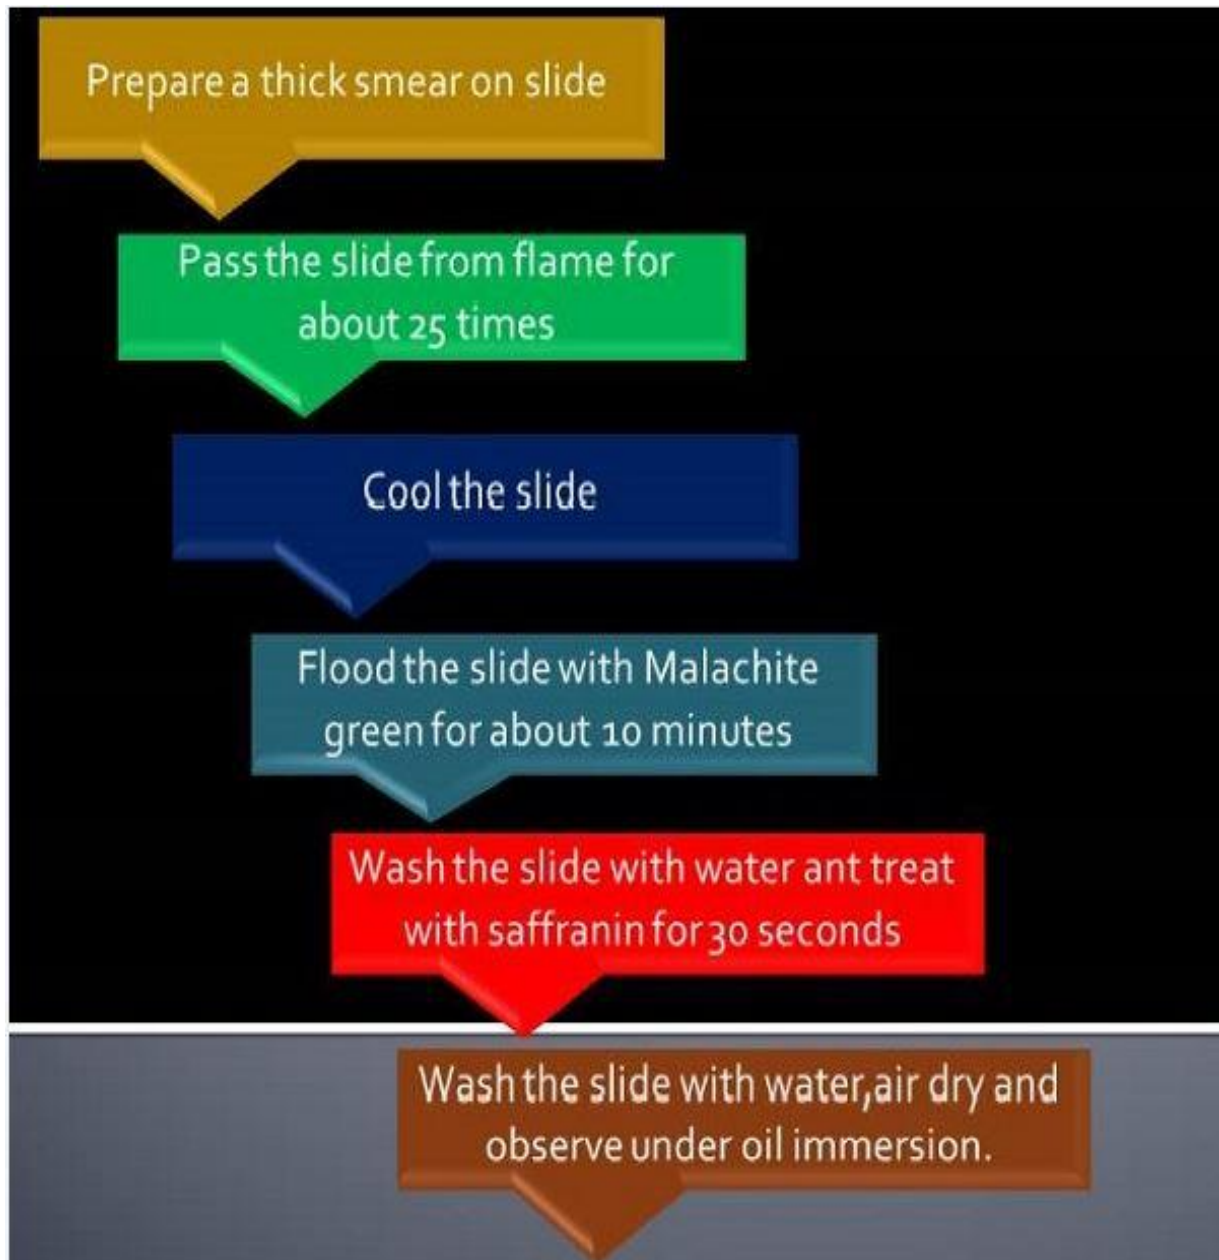 Prepare a thick smear on slide
Pass the slide from flame for
about 25 times
Cool the slide
Flood the slide with Malachite
green for about 10 minutes
Wash the slide with water ant treat
with saffranin for 30 seconds
Wash the slide with water,air dry and
observe under oil immersion.